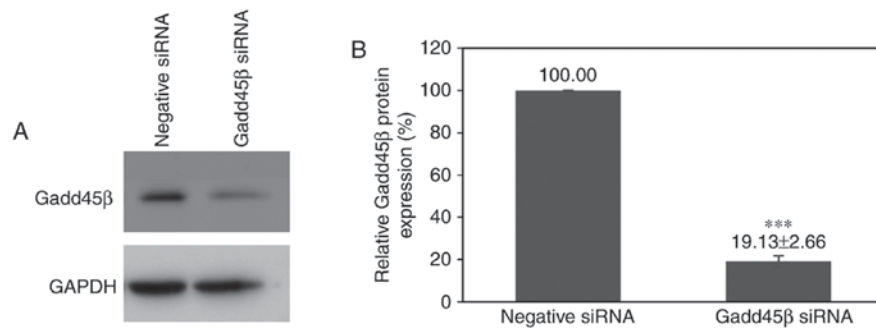 A
Negative siRNA
Gadd45β siRNA
Gadd45β
GAPDH
B
Relative Gadd45β protein
expression (%)
120
100
80
60
40
20
0
100.00
***
19.13±2.66
Negative siRNA
Gadd45β siRNA